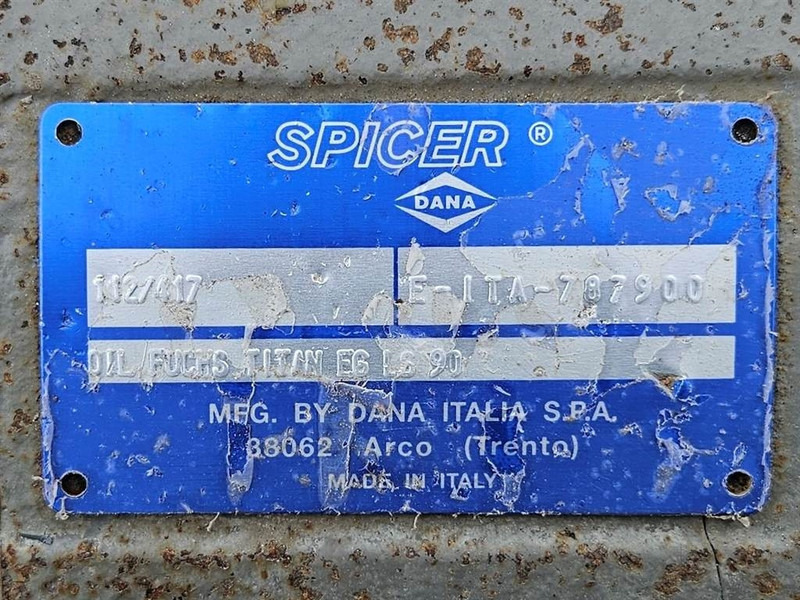 SPICER ®
DANA
112/417 E-ITA-787900
OIL FUCHS TITAN EG LS 90
MFG. BY DANA ITALIA S.P.A.
38062 Arco (Trento)
MADE IN ITALY